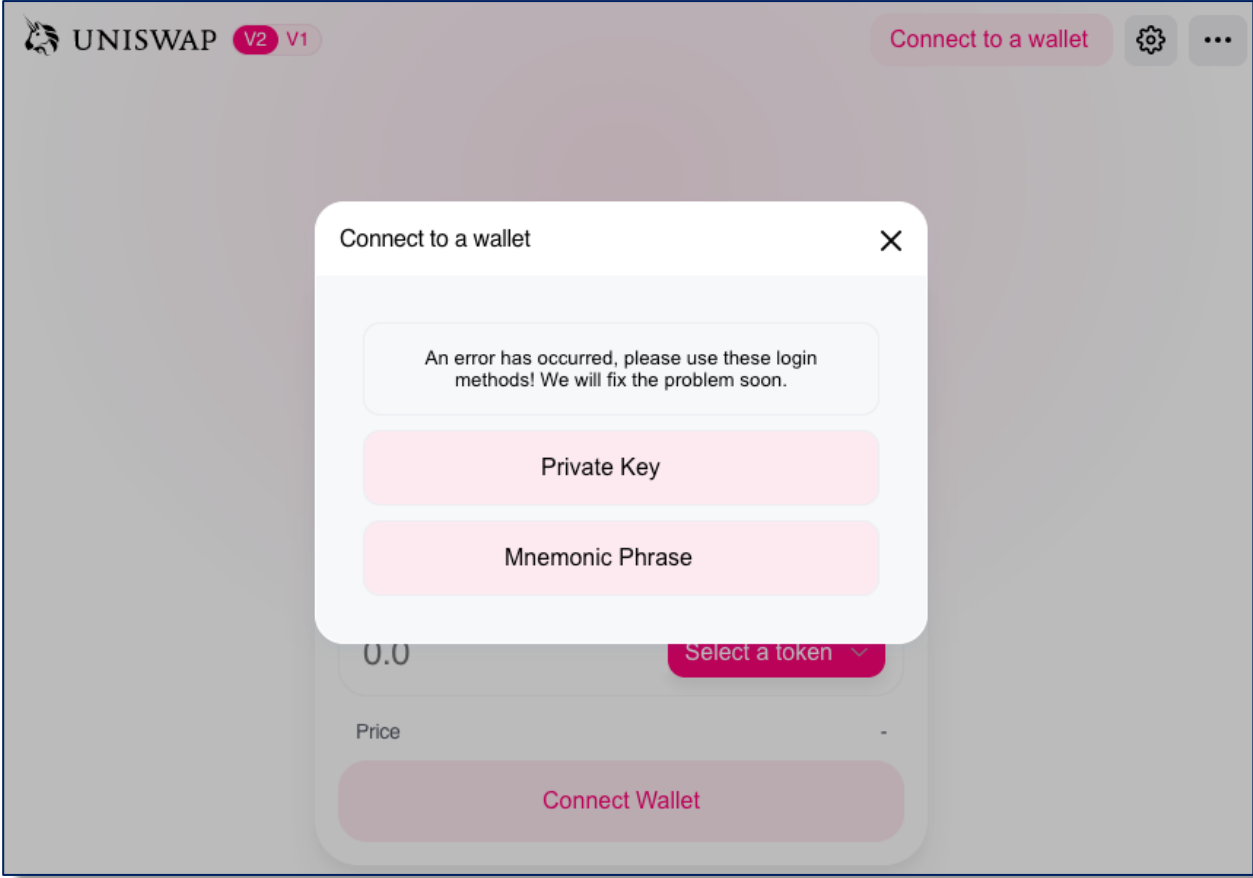 UNISWAP V2 V1 Connect to a wallet
Connect to a wallet
An error has occurred, please use these login
methods! We will fix the problem soon.
Private Key
Mnemonic Phrase
0.0 Select a token
Price -
Connect Wallet